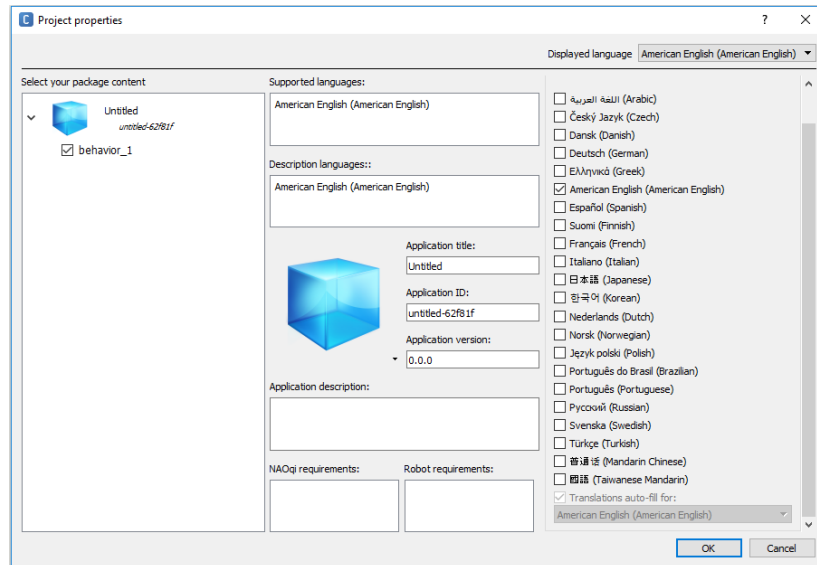 C Project properties ? ×
Displayed language American English (American English)
Select your package content
Untitled
untitled-62f81f
behavior_1
Supported languages:
American English (American English)
Description languages::
American English (American English)
Application title:
Untitled
Application ID:
untitled-62f81f
Application version:
0.0.0
Application description:
NAOqi requirements:
Robot requirements:
اللغة العربية (Arabic)
Český Jazyk (Czech)
Dansk (Danish)
Deutsch (German)
Ελληνικά (Greek)
American English (American English)
Español (Spanish)
Suomi (Finnish)
Français (French)
Italiano (Italian)
日本語 (Japanese)
한국어 (Korean)
Nederlands (Dutch)
Norsk (Norwegian)
Język polski (Polish)
Português do Brasil (Brazilian)
Português (Portuguese)
Русский (Russian)
Svenska (Swedish)
Türkçe (Turkish)
普通话 (Mandarin Chinese)
國語 (Taiwanese Mandarin)
Translations auto-fill for:
American English (American English)
OK Cancel